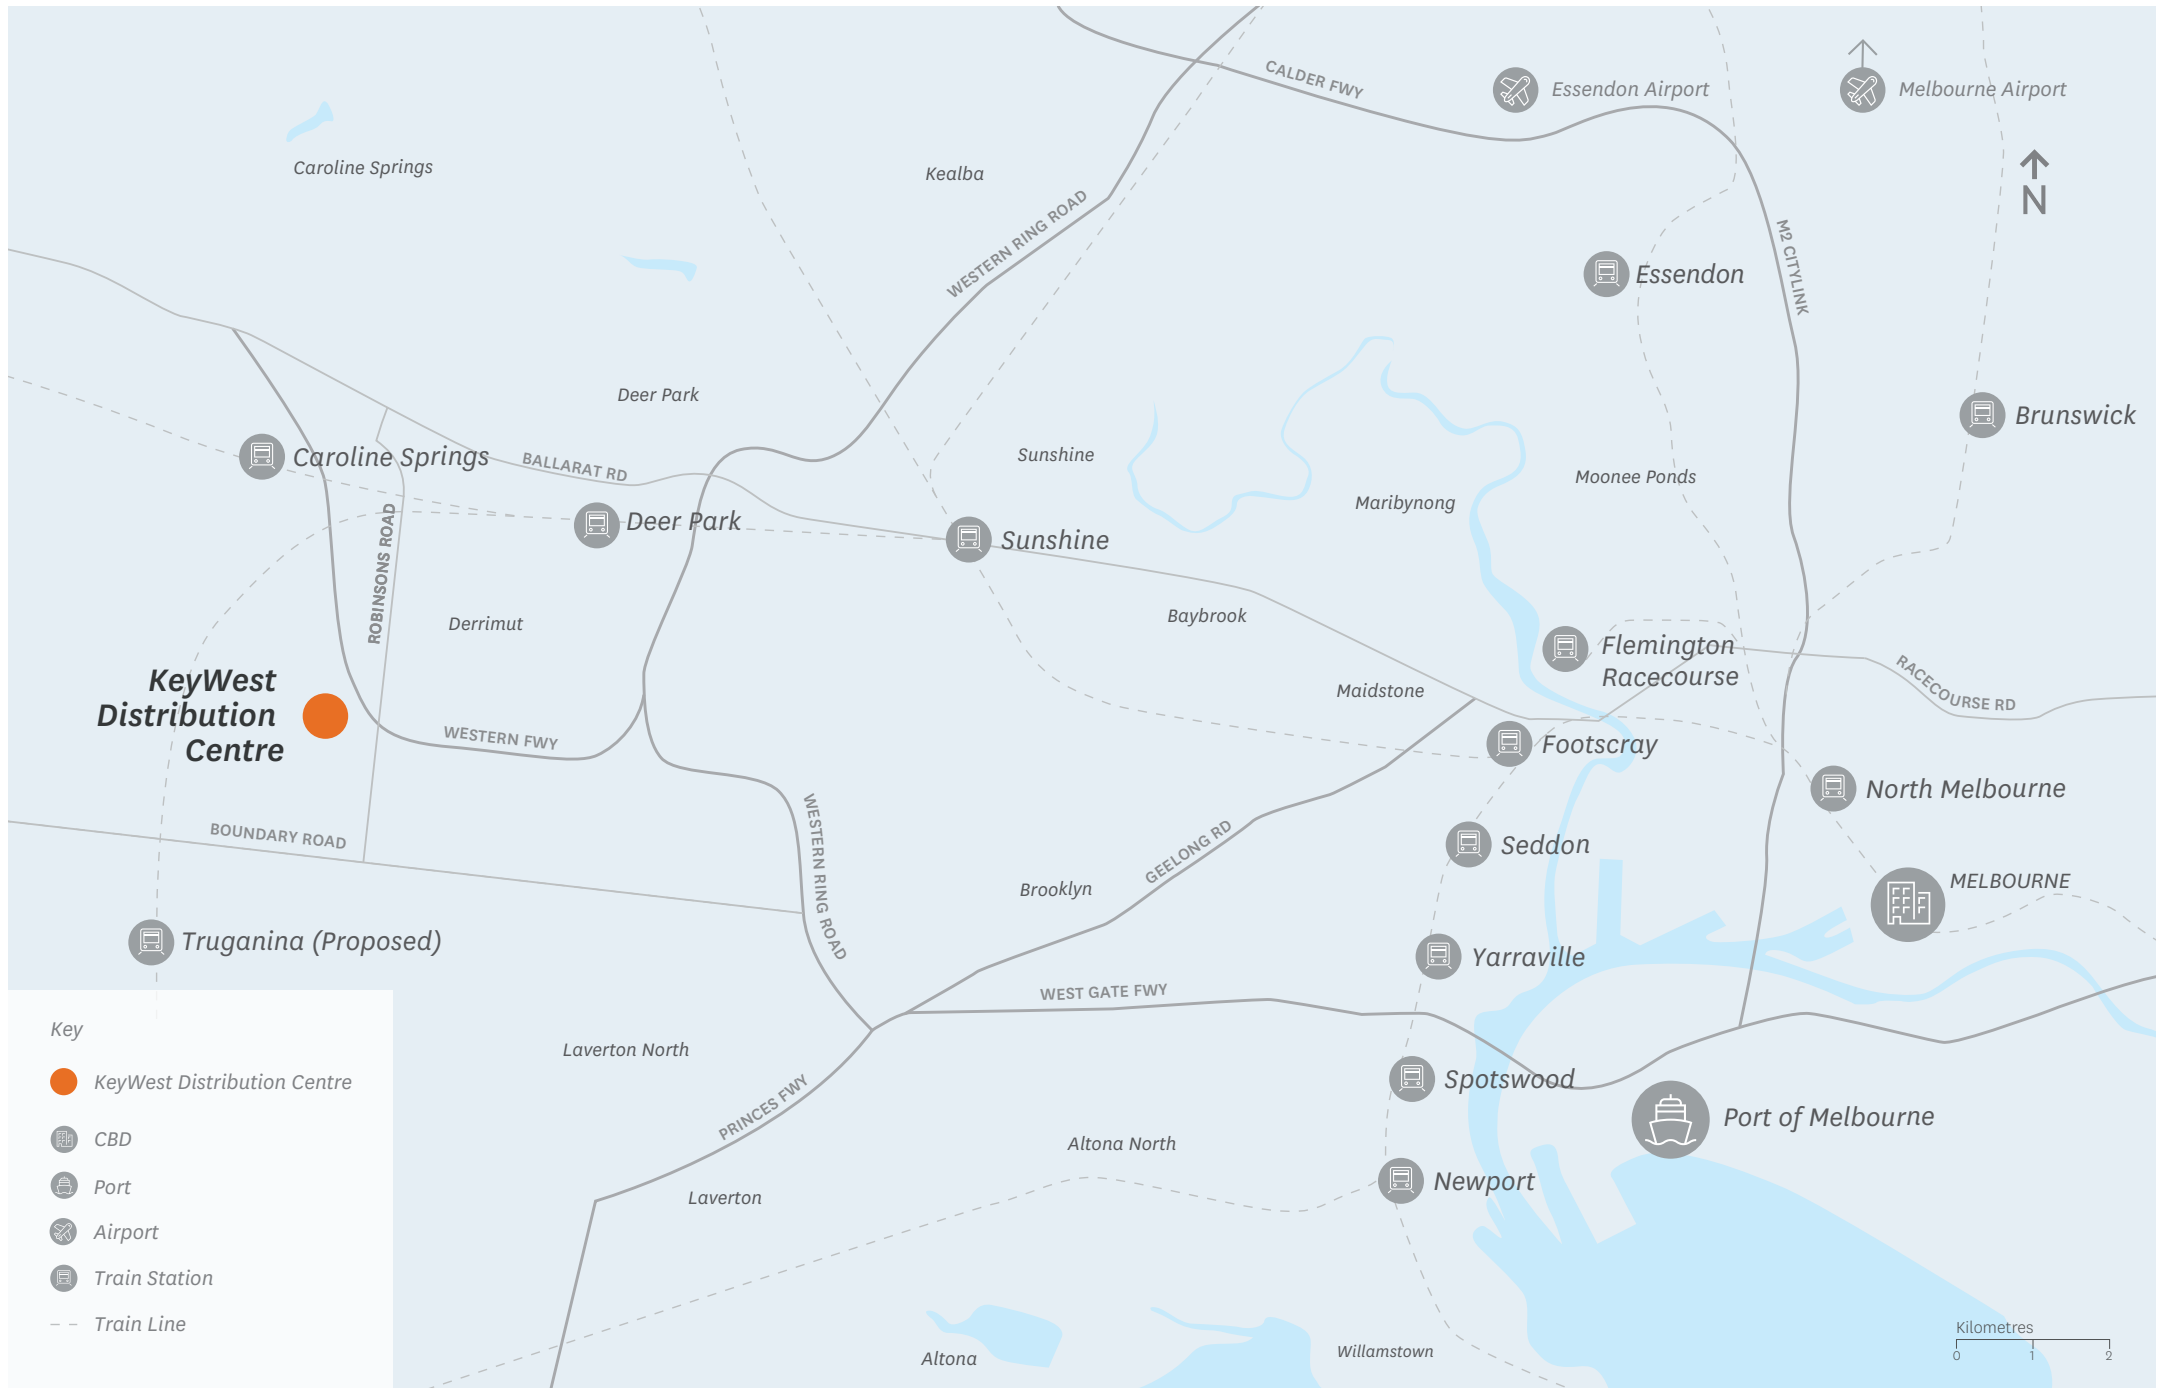 CALDER FWY
Essendon Airport
Melbourne Airport
N
Caroline Springs
Kealba
WESTERN RING ROAD
M2 CITYLINK
Essendon
Deer Park
Brunswick
Caroline Springs
BALLARAT RD
Sunshine
Moonee Ponds
Maribynong
ROBINSONS ROAD
Deer Park
Sunshine
Derrimut
Baybrook
Flemington
Racecourse
RACECOURSE RD
KeyWest
Distribution
Centre
Maidstone
WESTERN FWY
Footscray
North Melbourne
BOUNDARY ROAD
WESTERN RING ROAD
GEELONG RD
Seddon
Brooklyn
MELBOURNE
Truganina (Proposed)
Yarraville
WEST GATE FWY
Laverton North
PRINCES FWY
Spotswood
Port of Melbourne
Altona North
Newport
Laverton
Altona
Willamstown
Key
KeyWest Distribution Centre
CBD
Port
Airport
Train Station
Train Line
Kilometres
0 1 2